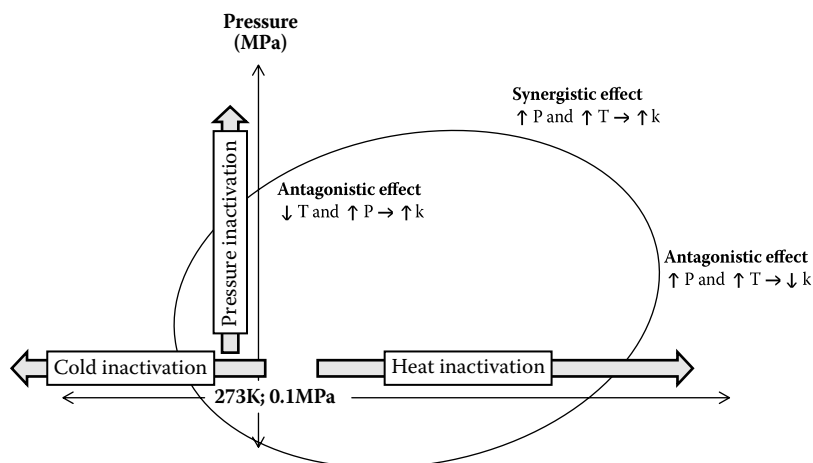 Pressure
(MPa)
Synergistic effect
↑ P and ↑ T → ↑ k
Antagonistic effect
↓ T and ↑ P → ↑ k
Antagonistic effect
↑ P and ↑ T → ↓ k
Pressure inactivation
Cold inactivation
Heat inactivation
273K; 0.1MPa